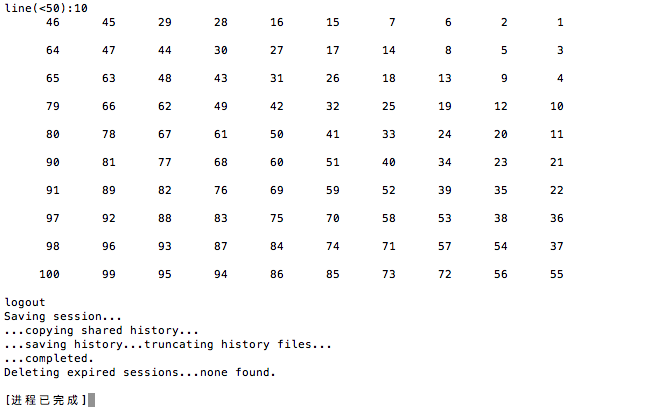 line(<50):10
46 45 29 28 16 15 7 6 2 1
64 47 44 30 27 17 14 8 5 3
65 63 48 43 31 26 18 13 9 4
79 66 62 49 42 32 25 19 12 10
80 78 67 61 50 41 33 24 20 11
90 81 77 68 60 51 40 34 23 21
91 89 82 76 69 59 52 39 35 22
97 92 88 83 75 70 58 53 38 36
98 96 93 87 84 74 71 57 54 37
100 99 95 94 86 85 73 72 56 55
logout
Saving session...
...copying shared history...
...saving history...truncating history files...
...completed.
Deleting expired sessions...none found.
[进程已完成]